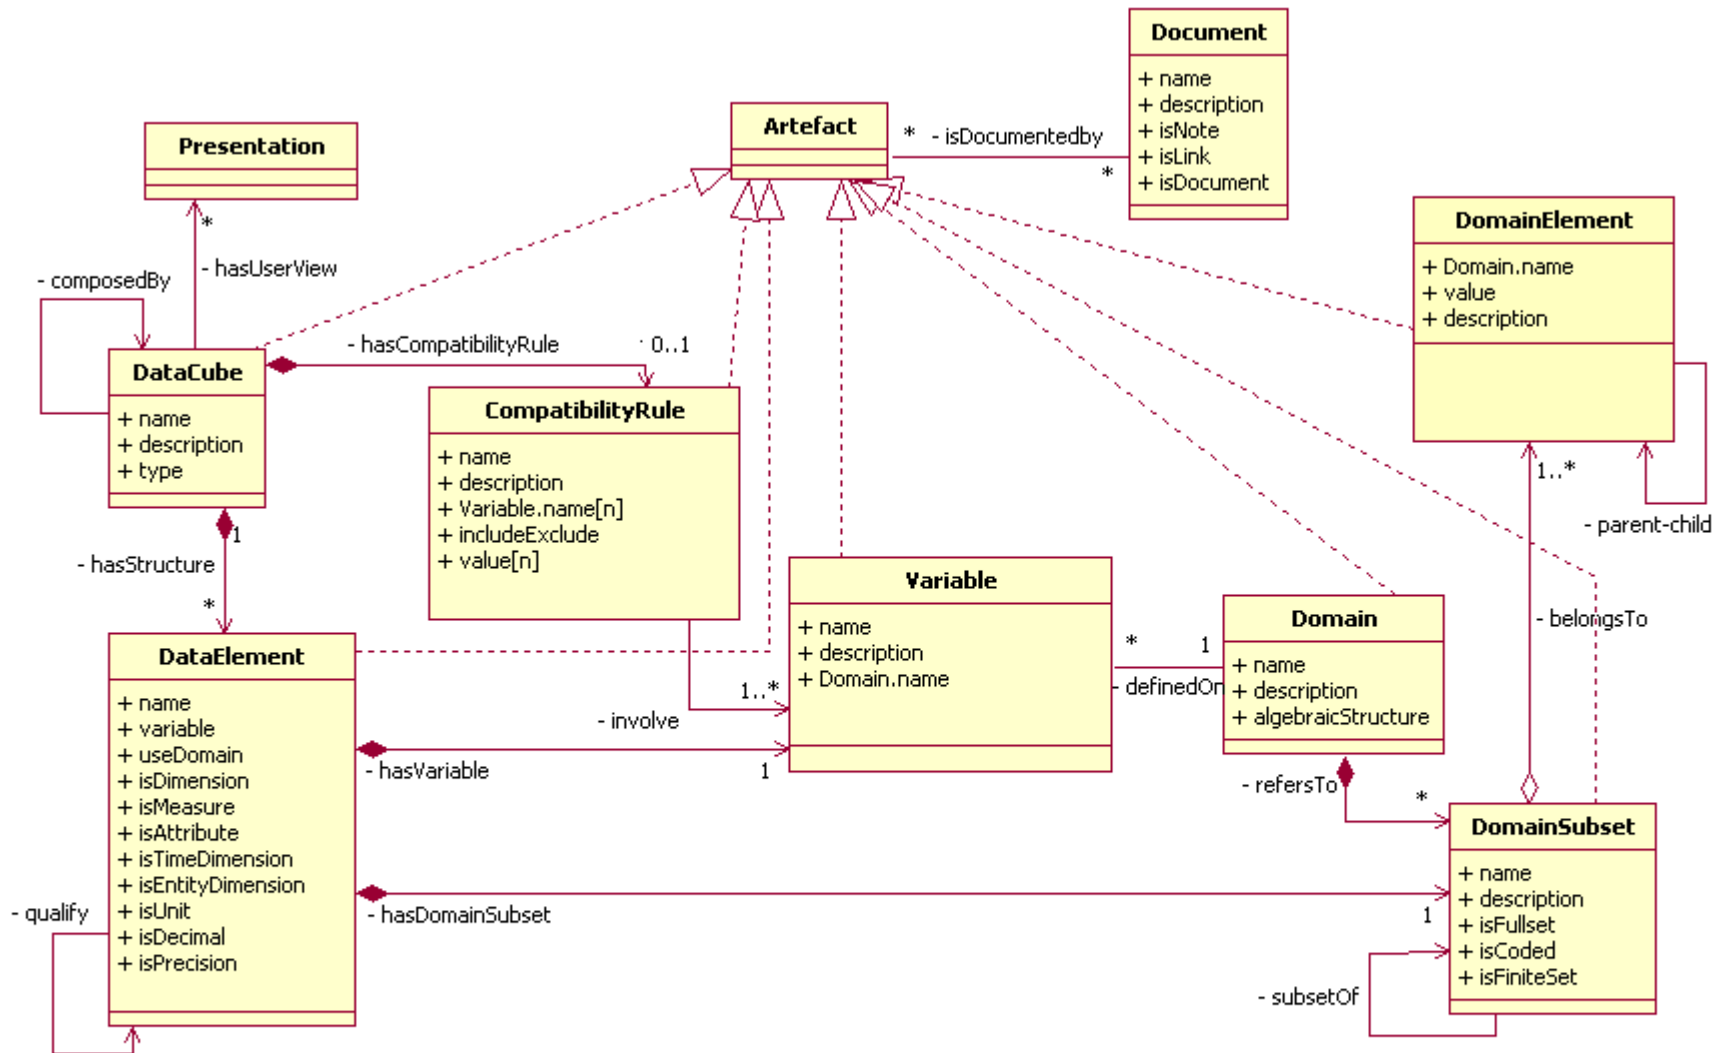 Document
+ name
+ description
+ isNote
+ isLink
+ isDocument
Artefact
* - isDocumentedby
*
Presentation
*
- hasUserView
- composedBy
DataCube
+ name
+ description
+ type
- hasCompatibilityRule
0..1
CompatibilityRule
+ name
+ description
+ Variable.name[n]
+ includeExclude
+ value[n]
DomainElement
+ Domain.name
+ value
+ description
1..*
- parent-child
1
- hasStructure
*
DataElement
+ name
+ variable
+ useDomain
+ isDimension
+ isMeasure
+ isAttribute
+ isTimeDimension
+ isEntityDimension
+ isUnit
+ isDecimal
+ isPrecision
- qualify
Variable
+ name
+ description
+ Domain.name
1..*
- involve
- hasVariable
1
* 1
- definedOn
Domain
+ name
+ description
+ algebraicStructure
- belongsTo
- refersTo
*
DomainSubset
+ name
+ description
+ isFullset
+ isCoded
+ isFiniteSet
- hasDomainSubset
1
- subsetOf